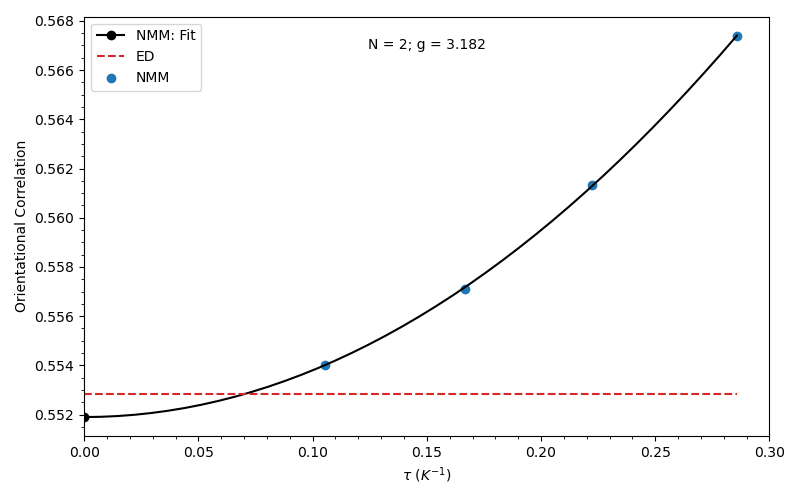 NMM: Fit
ED
NMM
N = 2; g = 3.182
Orientational Correlation
0.568
0.566
0.564
0.562
0.560
0.558
0.556
0.554
0.552
0.00 0.05 0.10 0.15 0.20 0.25 0.30
τ (K⁻¹)